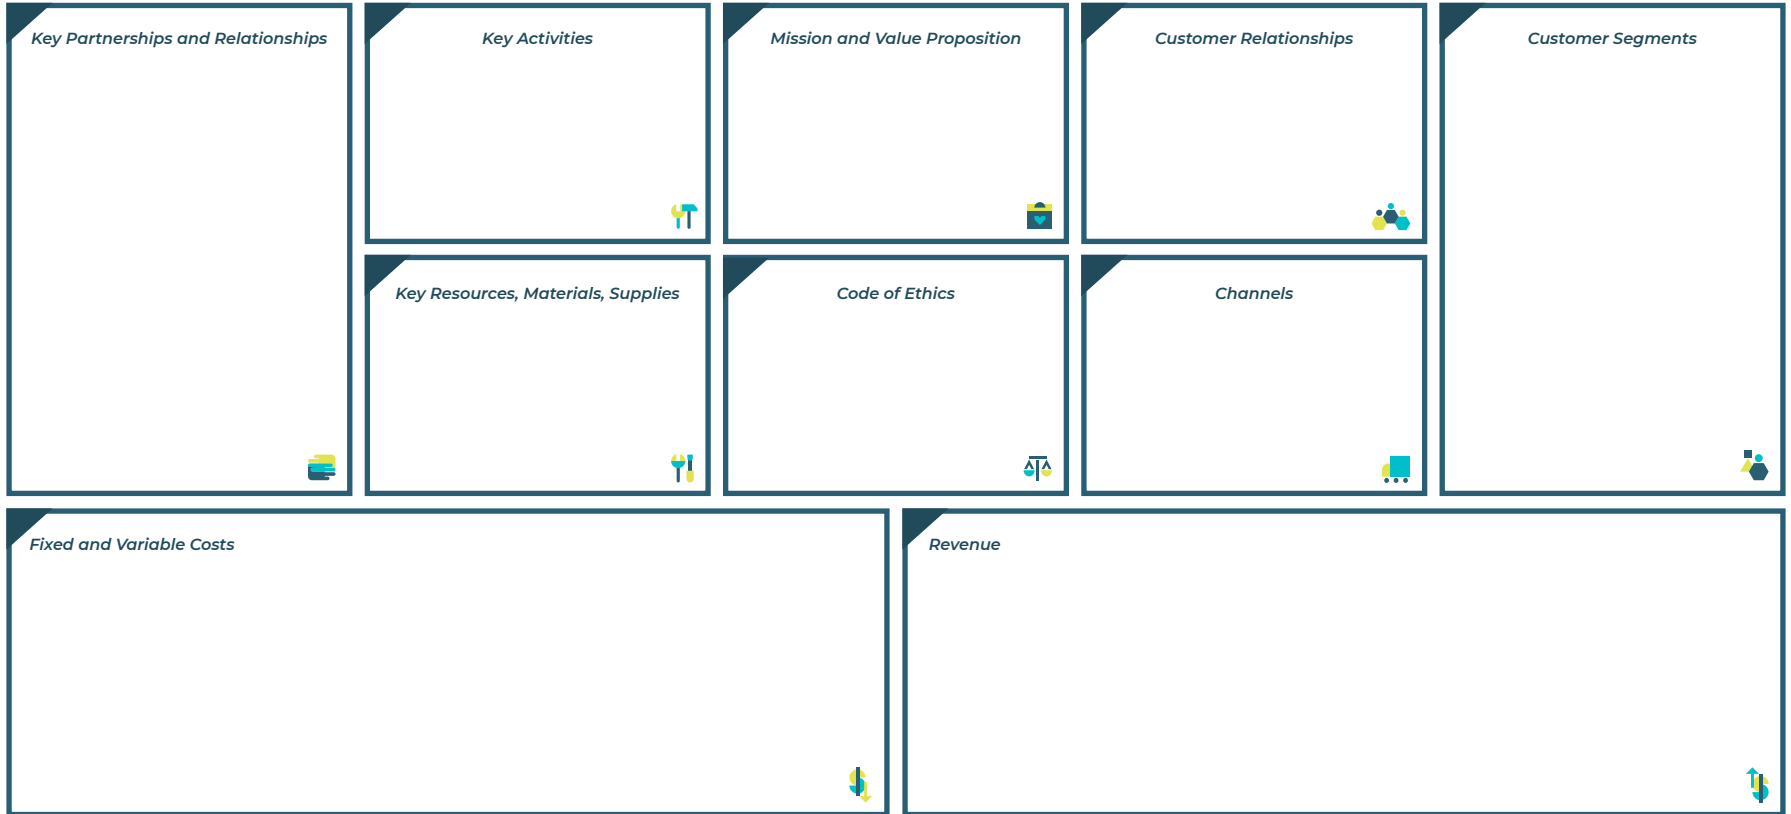 Key Partnerships and Relationships
Key Activities
Mission and Value Proposition
Customer Relationships
Customer Segments
Key Resources, Materials, Supplies
Code of Ethics
Channels
Fixed and Variable Costs
Revenue